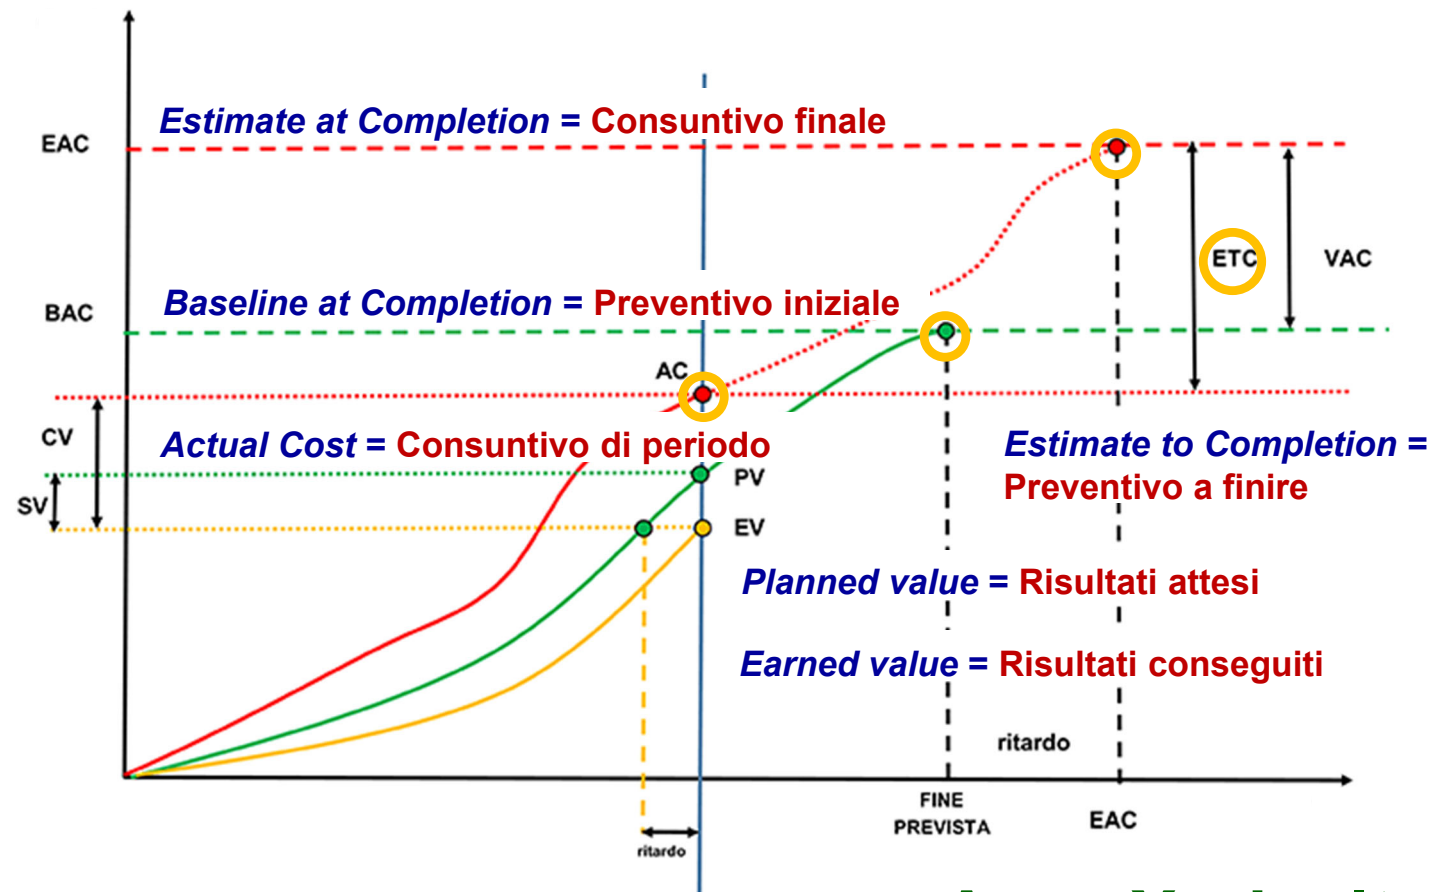 Estimate at Completion = Consuntivo finale
EAC
ETC
VAC
Baseline at Completion = Preventivo iniziale
BAC
AC
CV
Actual Cost = Consuntivo di periodo
Estimate to Completion =
Preventivo a finire
PV
SV
EV
Planned value = Risultati attesi
Earned value = Risultati conseguiti
ritardo
FINE
PREVISTA
EAC
ritardo